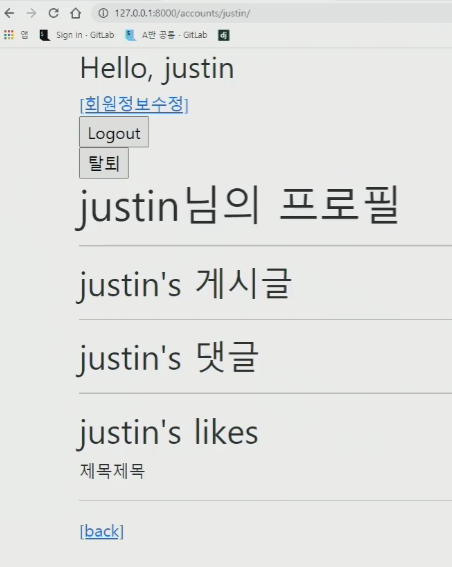 127.0.0.1:8000/accounts/justin/
앱 Sign in · GitLab A반 공통 · GitLab dj
Hello, justin
[회원정보수정]
Logout
탈퇴
justin님의 프로필
justin's 게시글
justin's 댓글
justin's likes
제목제목
[back]